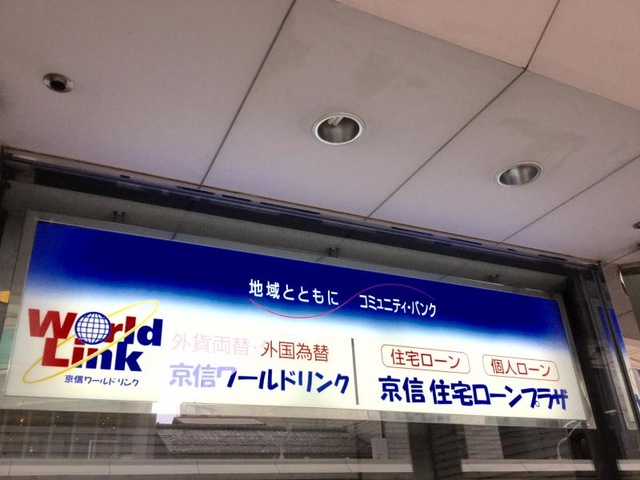 地域とともに コミュニティ・バンク
World
Link
京信ワールドリンク
外貨両替・外国為替
京信ワールドリンク
住宅ローン 個人ローン
京信 住宅ローンプラザ